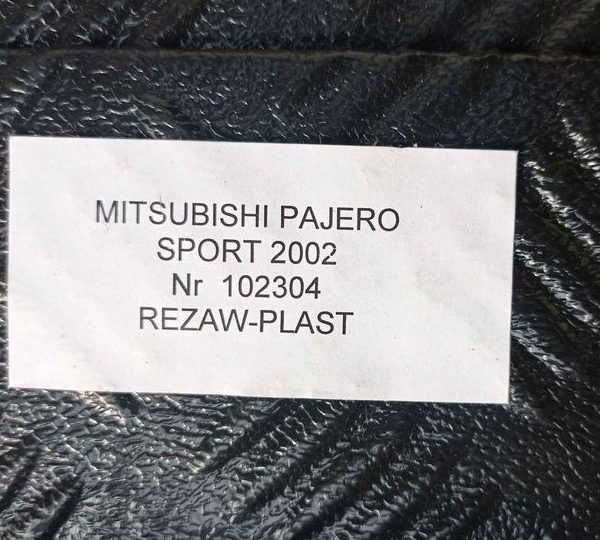 MITSUBISHI PAJERO
SPORT 2002
Nr 102304
REZAW-PLAST